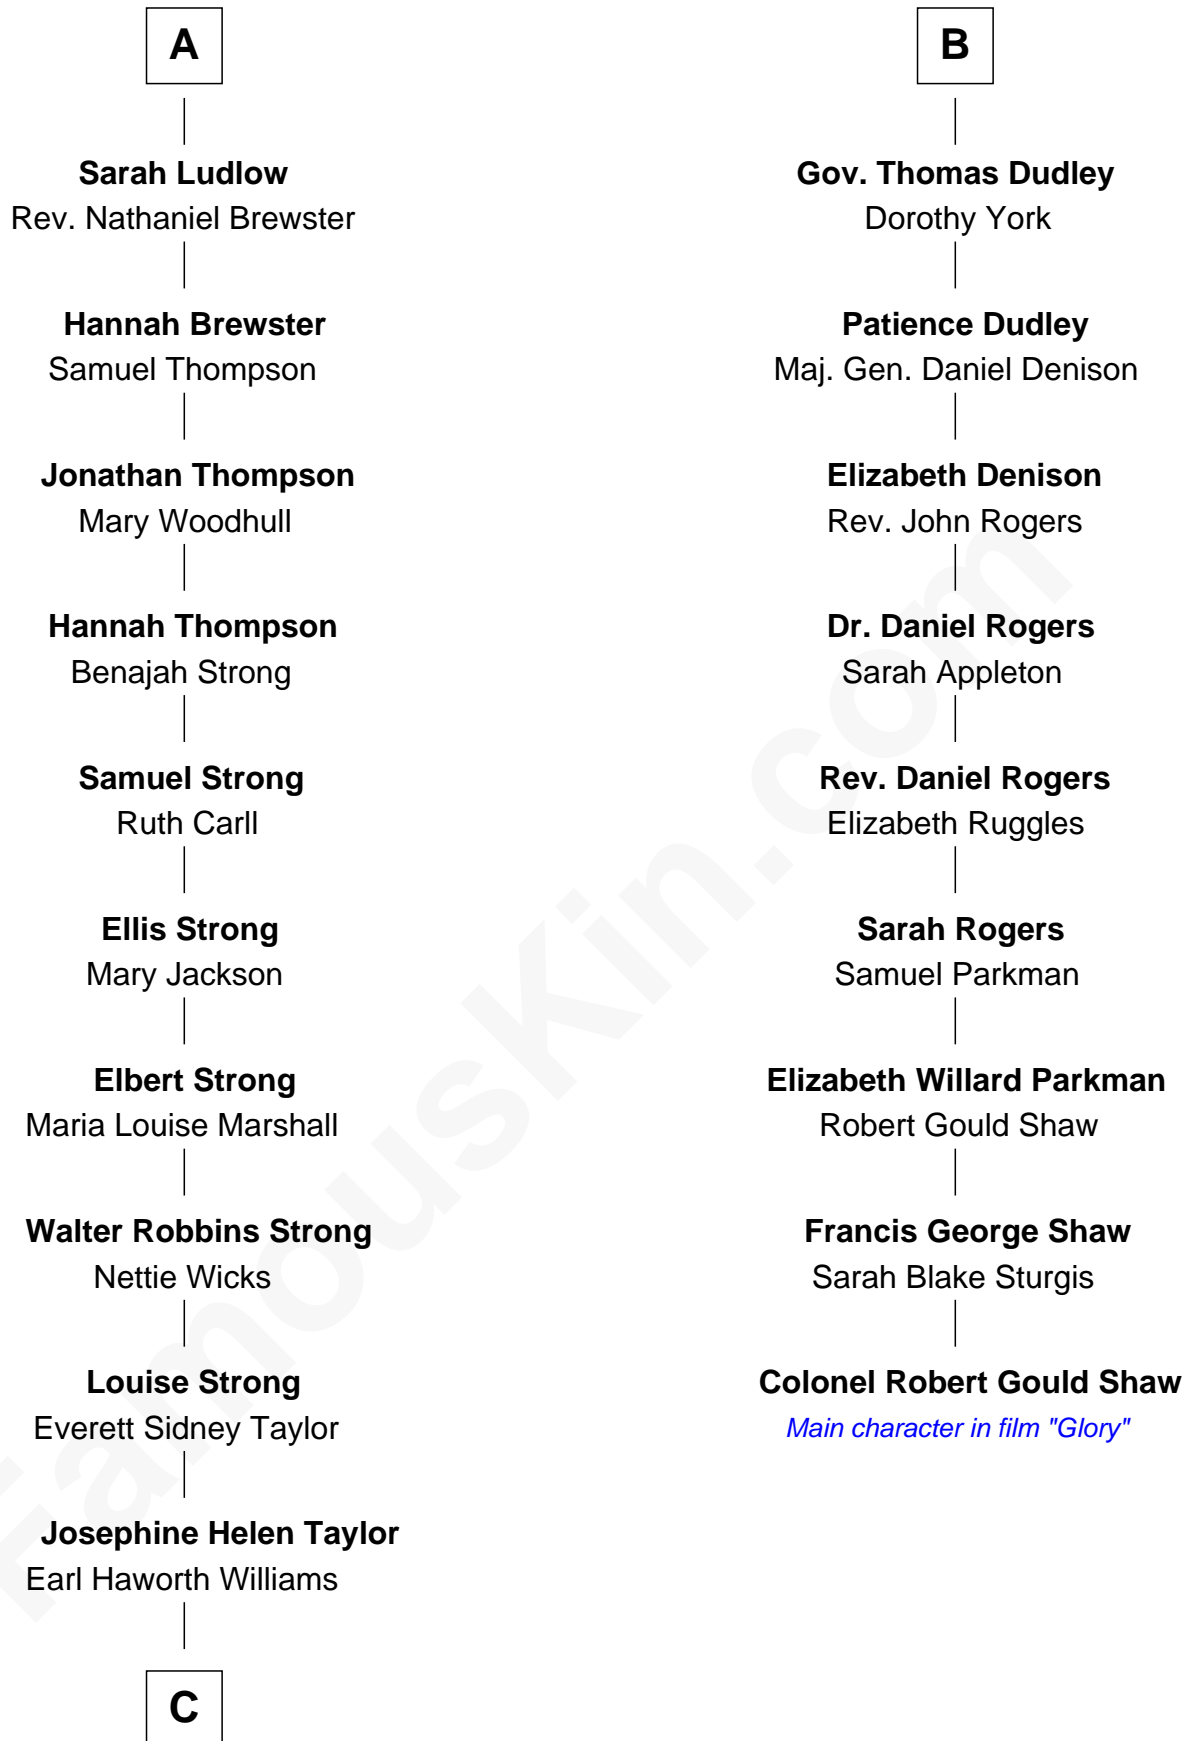 A
Sarah Ludlow
Rev. Nathaniel Brewster
Hannah Brewster
Samuel Thompson
Jonathan Thompson
Mary Woodhull
Hannah Thompson
Benajah Strong
Samuel Strong
Ruth Carll
Ellis Strong
Mary Jackson
Elbert Strong
Maria Louise Marshall
Walter Robbins Strong
Nettie Wicks
Louise Strong
Everett Sidney Taylor
Josephine Helen Taylor
Earl Haworth Williams
C
B
Gov. Thomas Dudley
Dorothy York
Patience Dudley
Maj. Gen. Daniel Denison
Elizabeth Denison
Rev. John Rogers
Dr. Daniel Rogers
Sarah Appleton
Rev. Daniel Rogers
Elizabeth Ruggles
Sarah Rogers
Samuel Parkman
Elizabeth Willard Parkman
Robert Gould Shaw
Francis George Shaw
Sarah Blake Sturgis
Colonel Robert Gould Shaw
Main character in film "Glory"
FamousKin.com